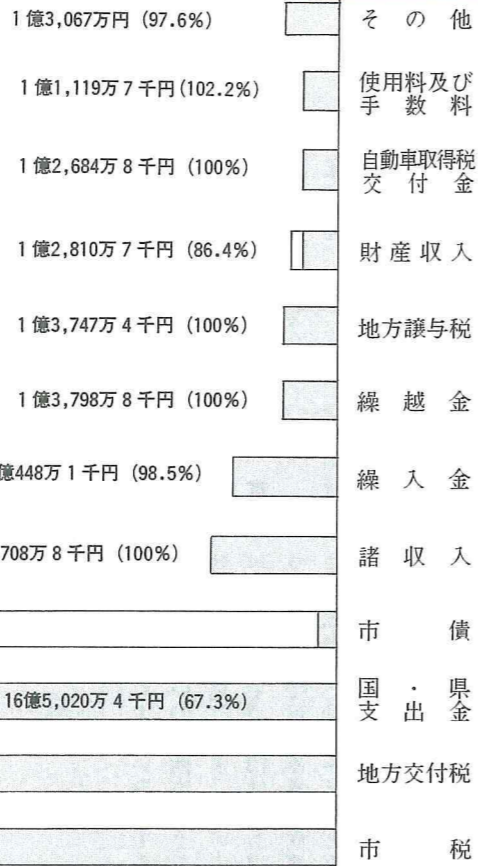 1億3,067万円 (97.6%) その他
1億1,119万7千円(102.2%) 使用料及び
手数料
1億2,684万8千円 (100%) 自動車取得税
交付金
1億2,810万7千円 (86.4%) 財産収入
1億3,747万4千円 (100%) 地方譲与税
1億3,798万8千円 (100%) 繰越金
億448万1千円 (98.5%) 繰入金
708万8千円 (100%) 諸収入
市債
16億5,020万4千円 (67.3%) 国・県
支出金
地方交付税
市税